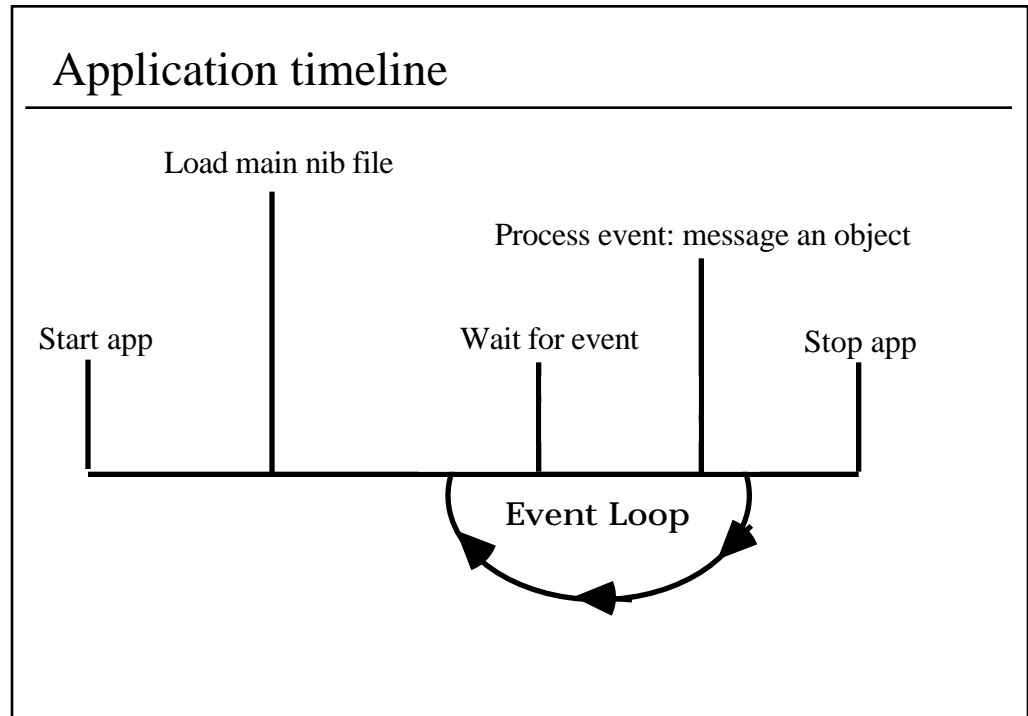 Application timeline
Load main nib file
Process event: message an object
Start app
Wait for event
Stop app
Event Loop